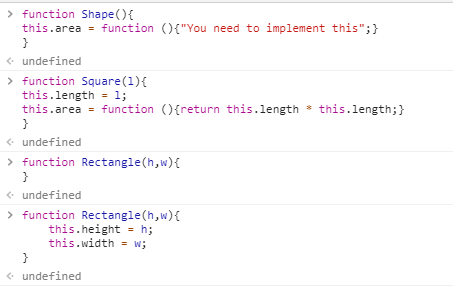 > function Shape(){
this.area = function (){"You need to implement this";}
}
<· undefined
> function Square(l){
this.length = l;
this.area = function (){return this.length * this.length;}
}
<· undefined
> function Rectangle(h,w){
}
<· undefined
> function Rectangle(h,w){
    this.height = h;
    this.width = w;
}
<· undefined